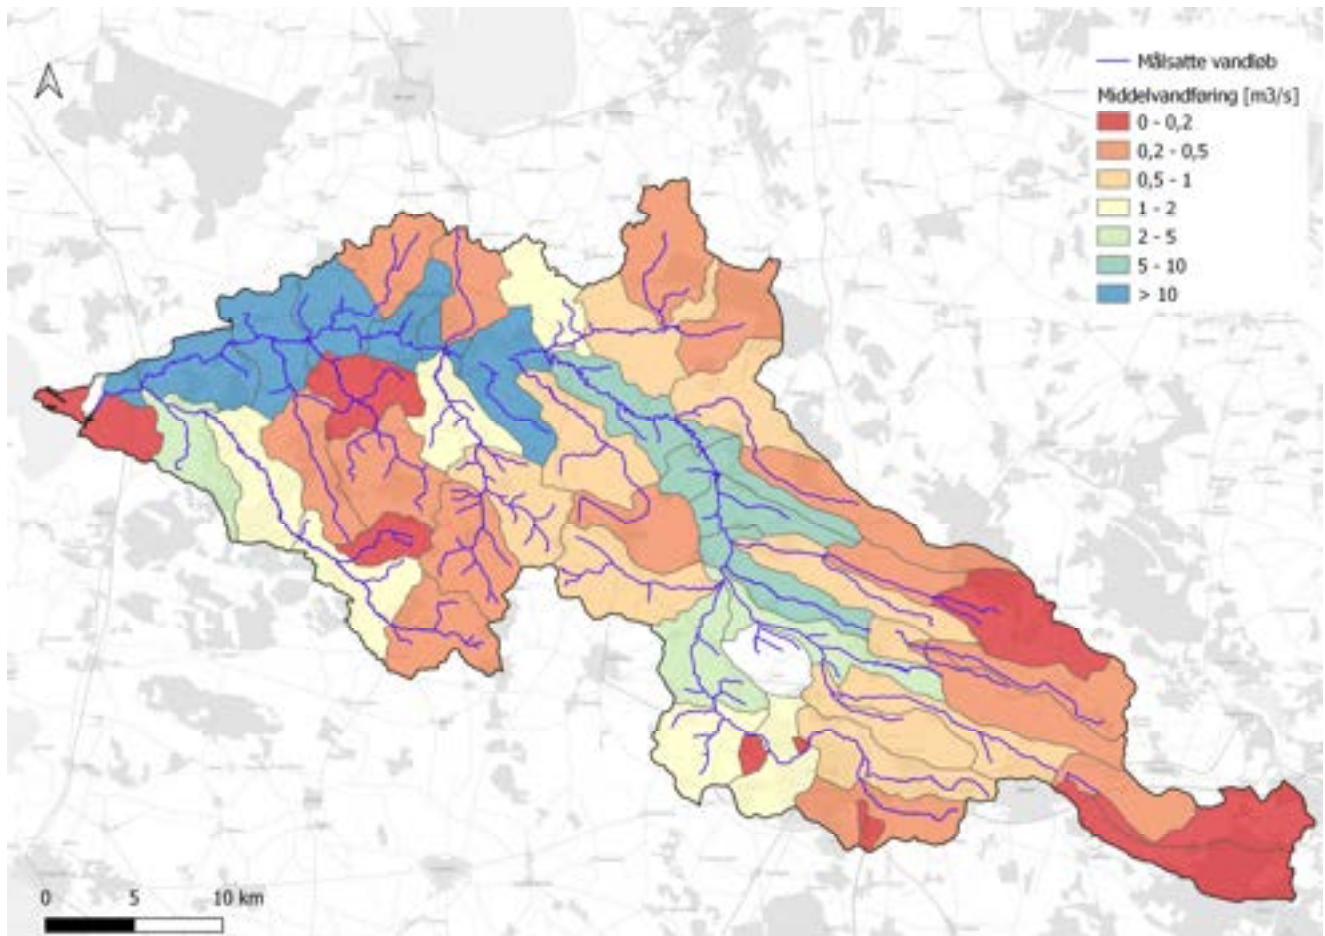 Målsatte vandløb
Middelvandføring [m3/s]
0 - 0,2
0,2 - 0,5
0,5 - 1
1 - 2
2 - 5
5 - 10
> 10
0 5 10 km